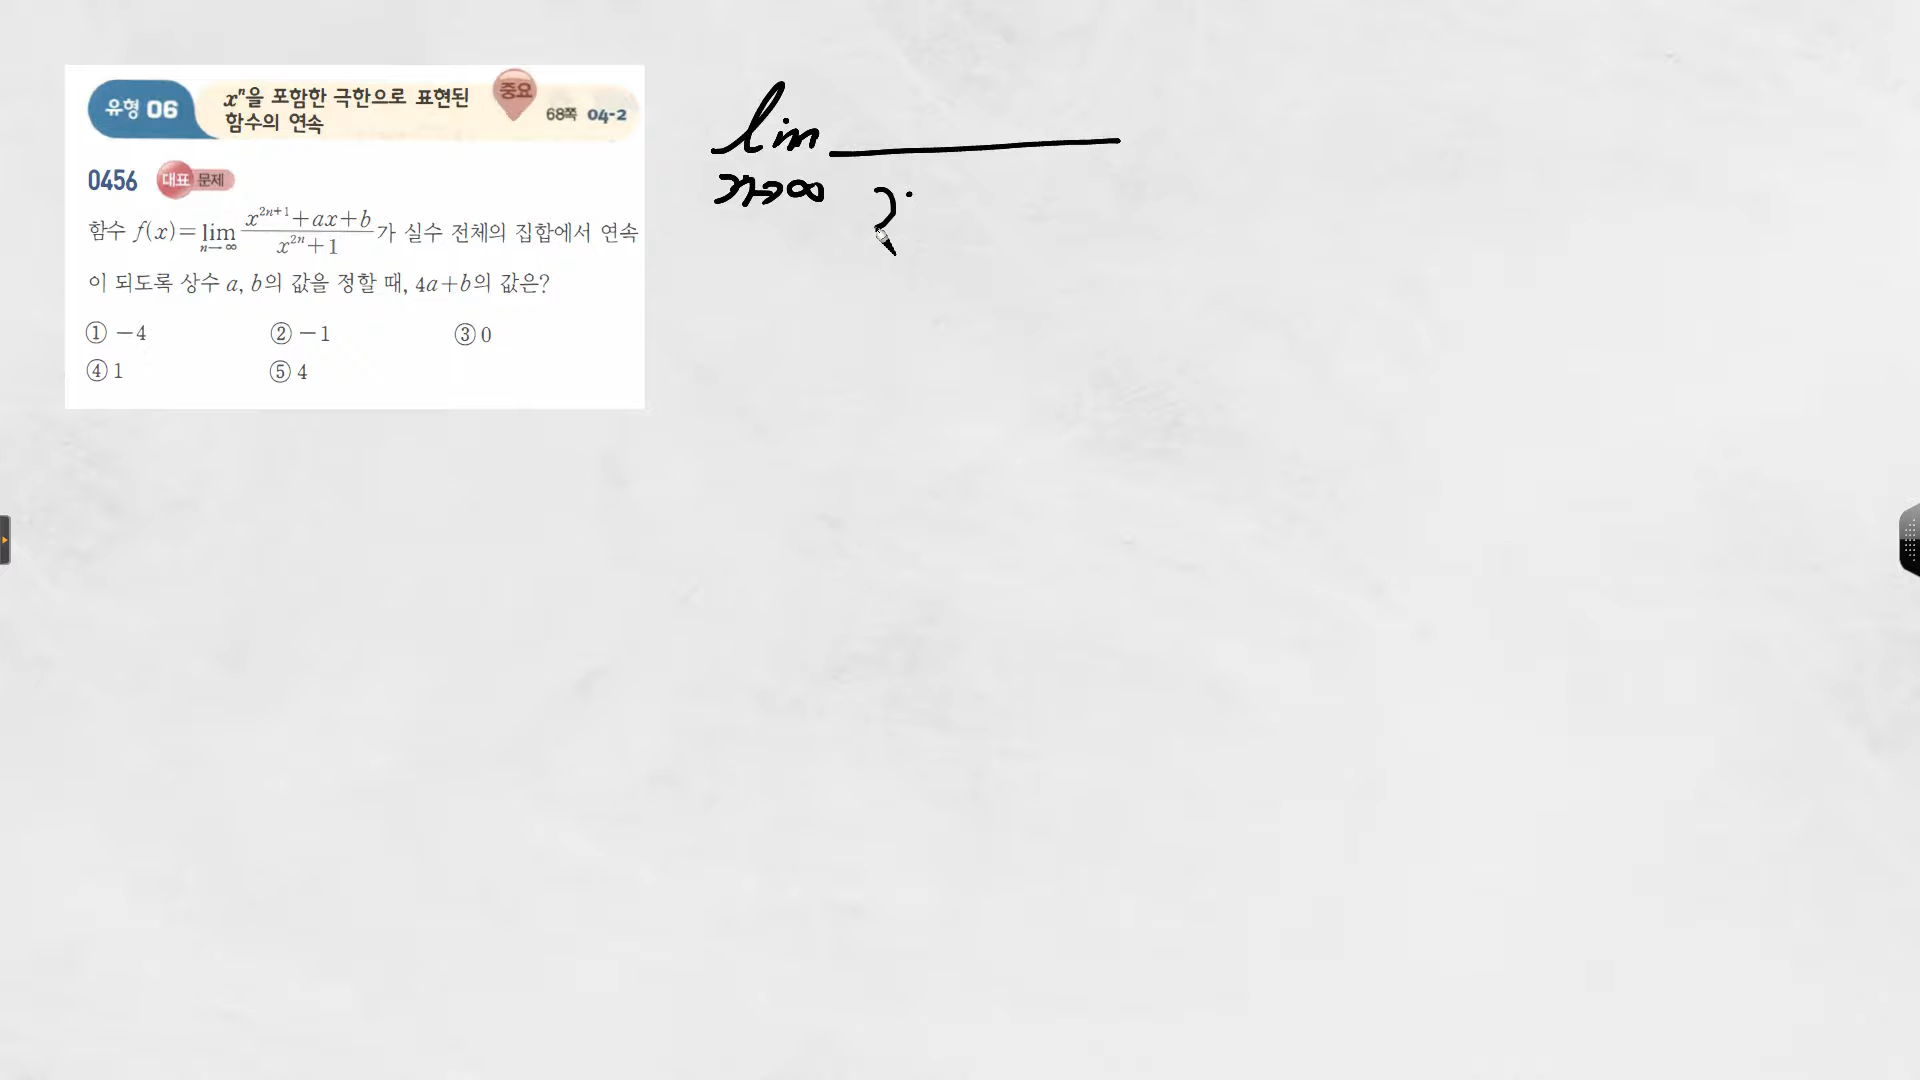 유형 06
xⁿ을 포함한 극한으로 표현된
함수의 연속
중요
68쪽 04-2
0456 대표 문제
함수 f(x)=lim_{n→∞} (x^{2n+1}+ax+b)/(x^{2n}+1)가 실수 전체의 집합에서 연속
이 되도록 상수 a, b의 값을 정할 때, 4a+b의 값은?
① −4 ② −1 ③ 0
④ 1 ⑤ 4
lim
n→∞